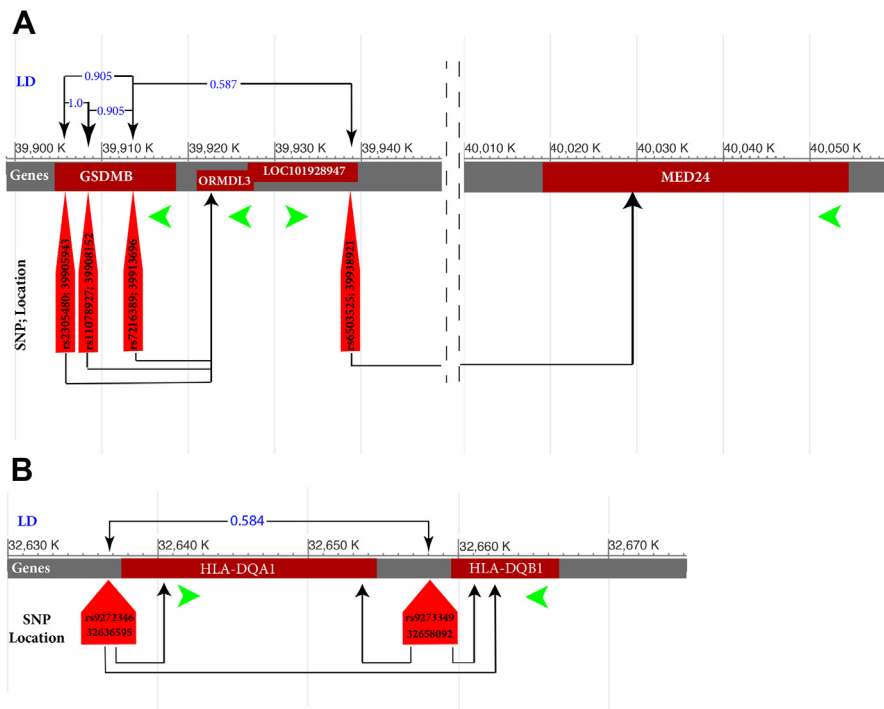 A
LD
0.905
0.587
1.0
0.905
39,900 K
39,910 K
39,920 K
39,930 K
39,940 K
40,010 K
40,020 K
40,030 K
40,040 K
40,050 K
Genes
GSDMB
ORMDL3
LOC101928947
MED24
SNP; Location
rs2305480; 39905943
rs11078927; 39908152
rs7216389; 39913696
rs6503525; 39938921
B
LD
0.584
32,630 K
32,640 K
32,650 K
32,660 K
32,670 K
Genes
HLA-DQA1
HLA-DQB1
SNP
Location
rs9272346
32636595
rs9273349
32658092